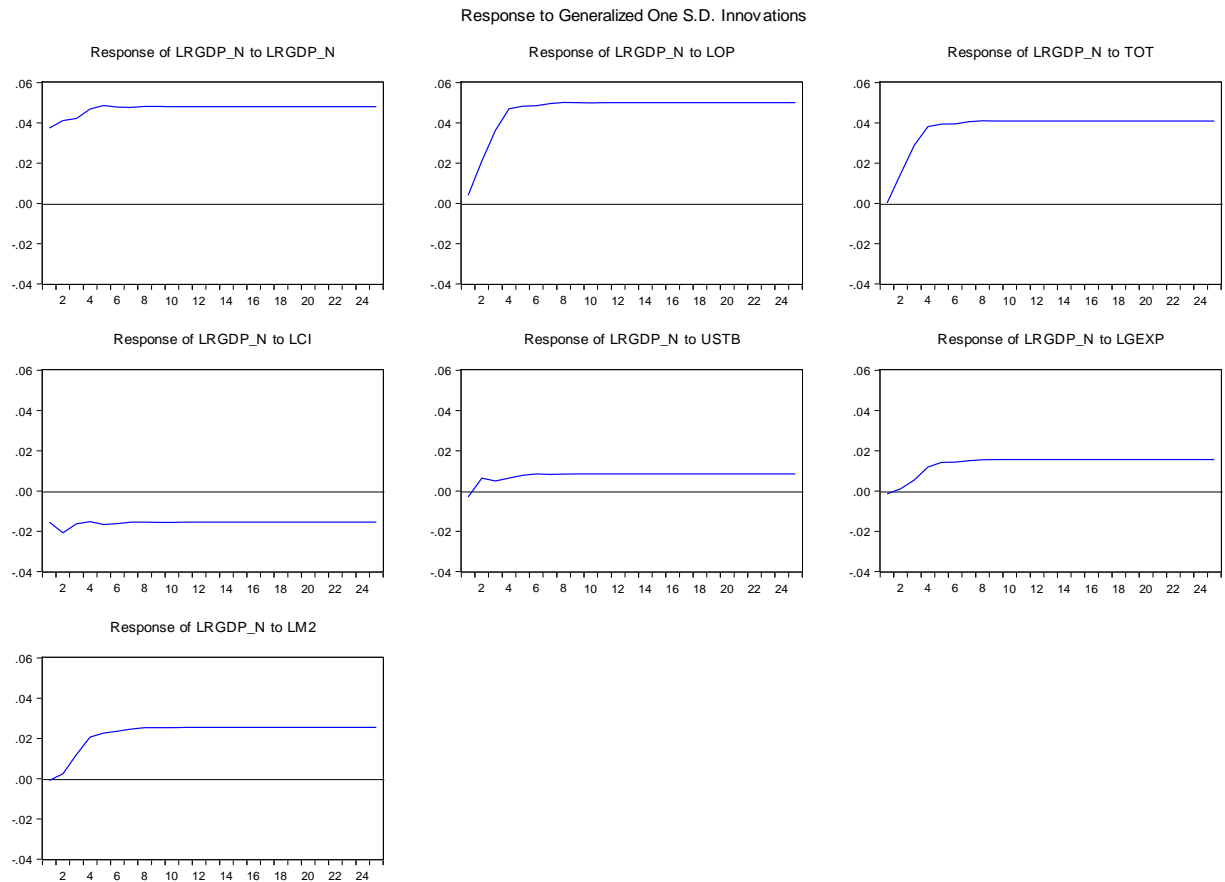 Response to Generalized One S.D. Innovations
Response of LRGDP_N to LRGDP_N
.06
.04
.02
.00
-.02
-.04
2 4 6 8 10 12 14 16 18 20 22 24
Response of LRGDP_N to LOP
.06
.04
.02
.00
-.02
-.04
2 4 6 8 10 12 14 16 18 20 22 24
Response of LRGDP_N to TOT
.06
.04
.02
.00
-.02
-.04
2 4 6 8 10 12 14 16 18 20 22 24
Response of LRGDP_N to LCI
.06
.04
.02
.00
-.02
-.04
2 4 6 8 10 12 14 16 18 20 22 24
Response of LRGDP_N to USTB
.06
.04
.02
.00
-.02
-.04
2 4 6 8 10 12 14 16 18 20 22 24
Response of LRGDP_N to LGEXP
.06
.04
.02
.00
-.02
-.04
2 4 6 8 10 12 14 16 18 20 22 24
Response of LRGDP_N to LM2
.06
.04
.02
.00
-.02
-.04
2 4 6 8 10 12 14 16 18 20 22 24